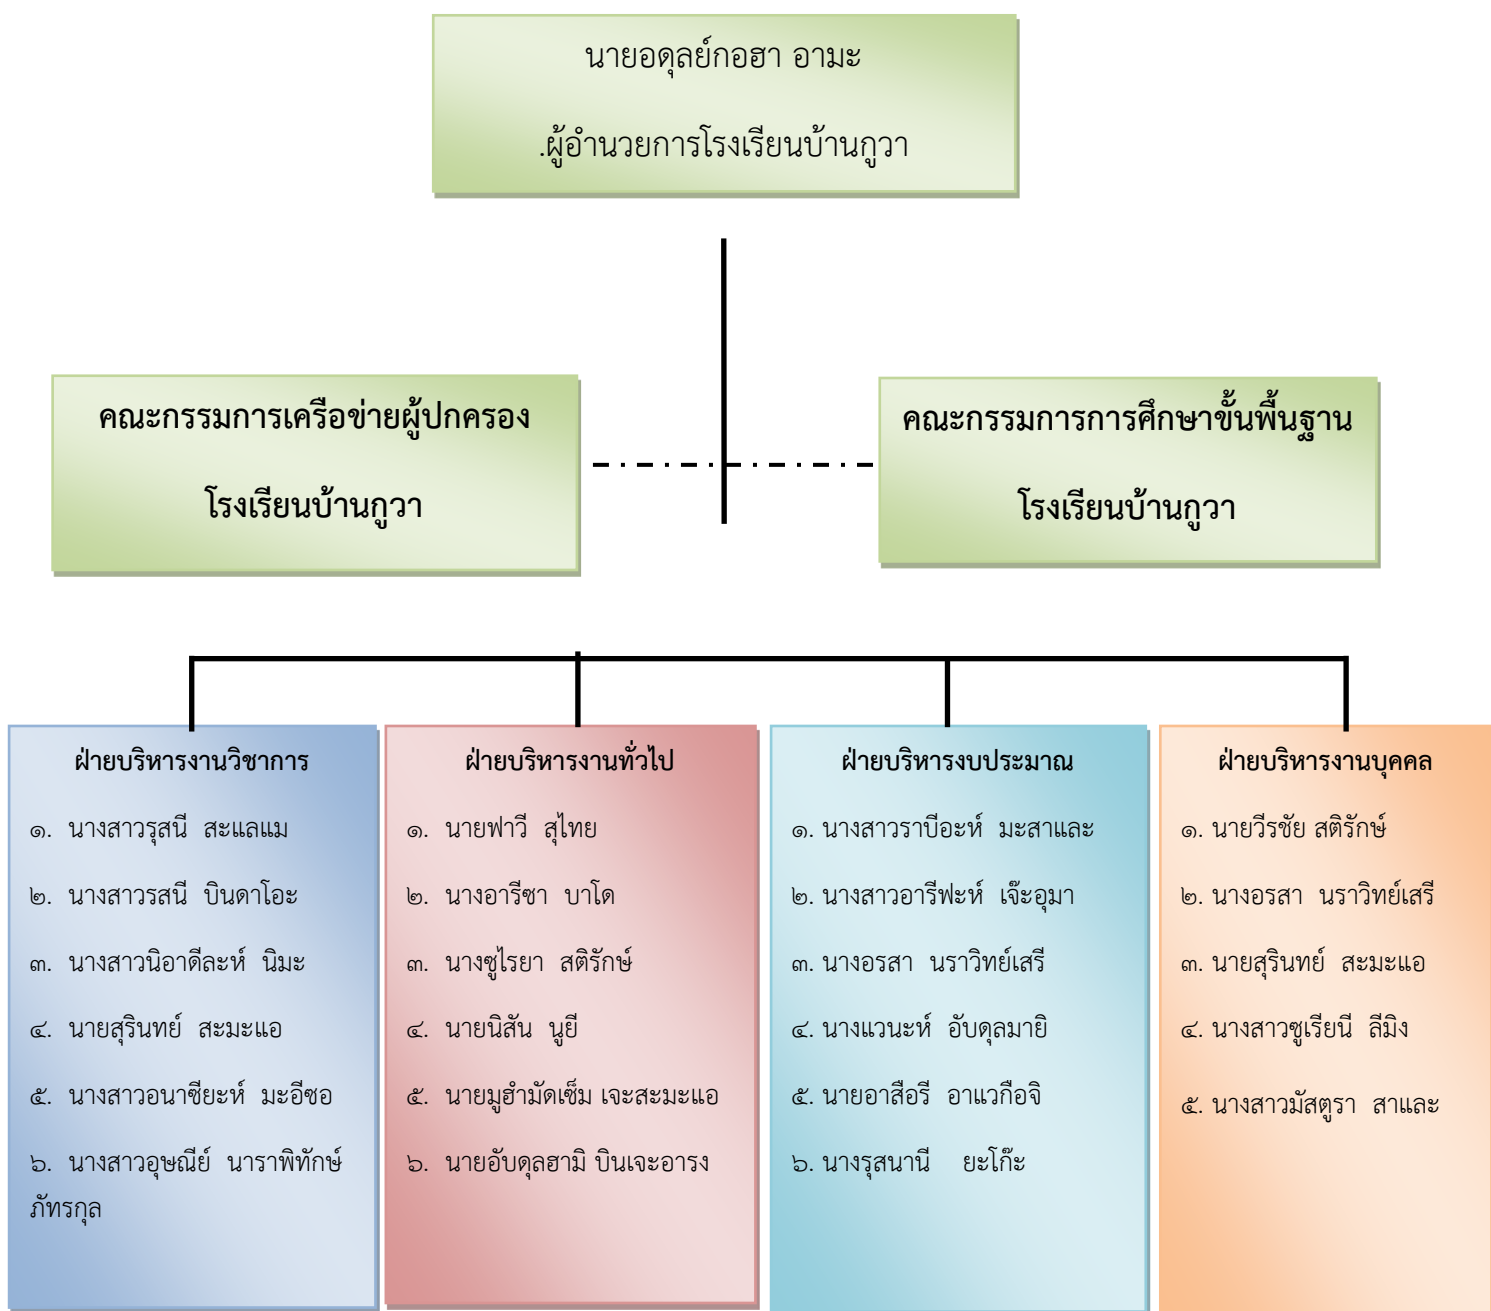 นายอดุลย์กอฮา อามะ
.ผู้อำนวยการโรงเรียนบ้านกูวา
คณะกรรมการเครือข่ายผู้ปกครอง
โรงเรียนบ้านกูวา
คณะกรรมการการศึกษาขั้นพื้นฐาน
โรงเรียนบ้านกูวา
ฝ่ายบริหารงานวิชาการ
๑. นางสาวรุสนี สะแลแม
๒. นางสาวรสนี บินดาโอะ
๓. นางสาวนิอาดีละห์ นิมะ
๔. นายสุรินทย์ สะมะแอ
๕. นางสาวอนาซียะห์ มะอีซอ
๖. นางสาวอุษณีย์ นาราพิทักษ์
ภัทรกุล
ฝ่ายบริหารงานทั่วไป
๑. นายฟาวี สุไทย
๒. นางอารีซา บาโด
๓. นางซูไรยา สติรักษ์
๔. นายนิสัน นูยี
๕. นายมูฮำมัดเซ็ม เจะสะมะแอ
๖. นายอับดุลฮามิ บินเจะอารง
ฝ่ายบริหารงบประมาณ
๑. นางสาวราบีอะห์ มะสาและ
๒. นางสาวอารีฟะห์ เจ๊ะอุมา
๓. นางอรสา นราวิทย์เสรี
๔. นางแวนะห์ อับดุลมายิ
๕. นายอาสือรี อาแวกือจิ
๖. นางรุสนานี ยะโก๊ะ
ฝ่ายบริหารงานบุคคล
๑. นายวีรชัย สติรักษ์
๒. นางอรสา นราวิทย์เสรี
๓. นายสุรินทย์ สะมะแอ
๔. นางสาวซูเรียนี ลีมิง
๕. นางสาวมัสตูรา สาและ